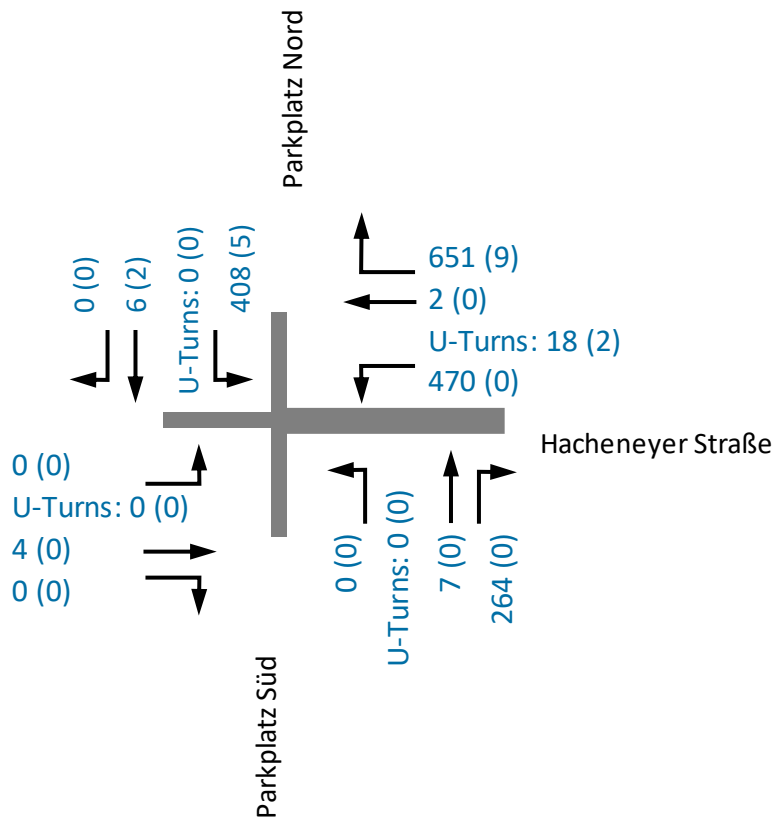 Parkplatz Nord
0 (0)
6 (2)
U-Turns: 0 (0)
408 (5)
651 (9)
2 (0)
U-Turns: 18 (2)
470 (0)
Hacheneyer Straße
0 (0)
U-Turns: 0 (0)
4 (0)
0 (0)
0 (0)
U-Turns: 0 (0)
7 (0)
264 (0)
Parkplatz Süd